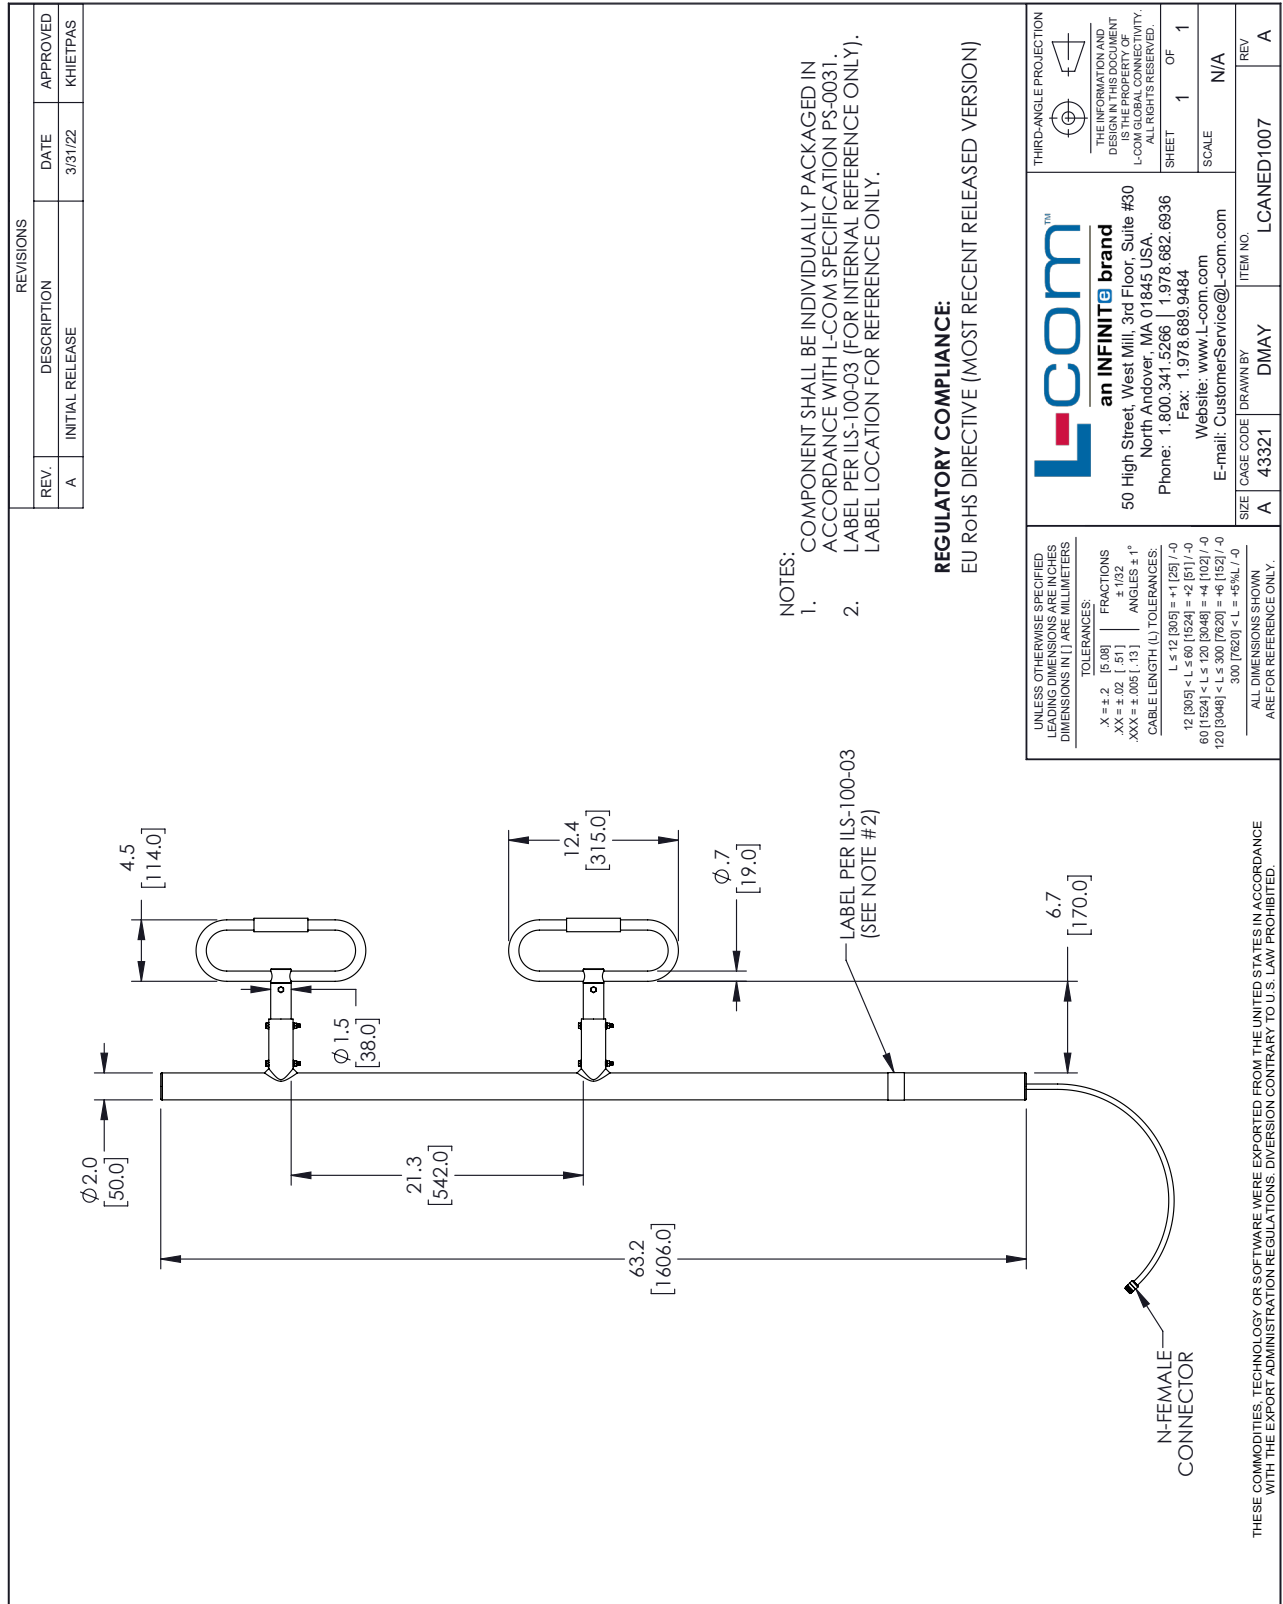 REVISIONS
REV. DESCRIPTION DATE APPROVED
A INITIAL RELEASE 3/31/22 KHIETPAS
4.5
[114.0]
Ø2.0
[50.0]
Ø1.5
[38.0]
12.4
[315.0]
Ø.7
[19.0]
21.3
[542.0]
63.2
[1606.0]
LABEL PER ILS-100-03
(SEE NOTE #2)
6.7
[170.0]
N-FEMALE
CONNECTOR
NOTES:
1. COMPONENT SHALL BE INDIVIDUALLY PACKAGED IN
ACCORDANCE WITH L-COM SPECIFICATION PS-0031.
2. LABEL PER ILS-100-03 (FOR INTERNAL REFERENCE ONLY).
LABEL LOCATION FOR REFERENCE ONLY.
REGULATORY COMPLIANCE:
EU RoHS DIRECTIVE (MOST RECENT RELEASED VERSION)
UNLESS OTHERWISE SPECIFIED
LEADING DIMENSIONS ARE INCHES
DIMENSIONS IN [ ] ARE MILLIMETERS
TOLERANCES:
.X = ±.2 [5.08] FRACTIONS
.XX = ±.02 [.51] ± 1/32
.XXX = ±.005 [.13] ANGLES ± 1°
CABLE LENGTH (L) TOLERANCES:
L ≤ 12 [305] = +1 [25] / -0
12 [305] < L ≤ 60 [1524] = +2 [51] / -0
60 [1524] < L ≤ 120 [3048] = +4 [102] / -0
120 [3048] < L ≤ 300 [7620] = +6 [152] / -0
300 [7620] < L = +5%L / -0
ALL DIMENSIONS SHOWN
ARE FOR REFERENCE ONLY.
L-com™
an INFINITe brand
50 High Street, West Mill, 3rd Floor, Suite #30
North Andover, MA 01845 USA.
Phone: 1.800.341.5266 | 1.978.682.6936
Fax: 1.978.689.9484
Website: www.L-com.com
E-mail: CustomerService@L-com.com
THIRD-ANGLE PROJECTION
THE INFORMATION AND
DESIGN IN THIS DOCUMENT
IS THE PROPERTY OF
L-COM GLOBAL CONNECTIVITY.
ALL RIGHTS RESERVED.
SHEET 1 OF 1
SCALE N/A
SIZE A
CAGE CODE 43321
DRAWN BY DMAY
ITEM NO. LCANED1007
REV A
THESE COMMODITIES, TECHNOLOGY OR SOFTWARE WERE EXPORTED FROM THE UNITED STATES IN ACCORDANCE
WITH THE EXPORT ADMINISTRATION REGULATIONS. DIVERSION CONTRARY TO U.S. LAW PROHIBITED.